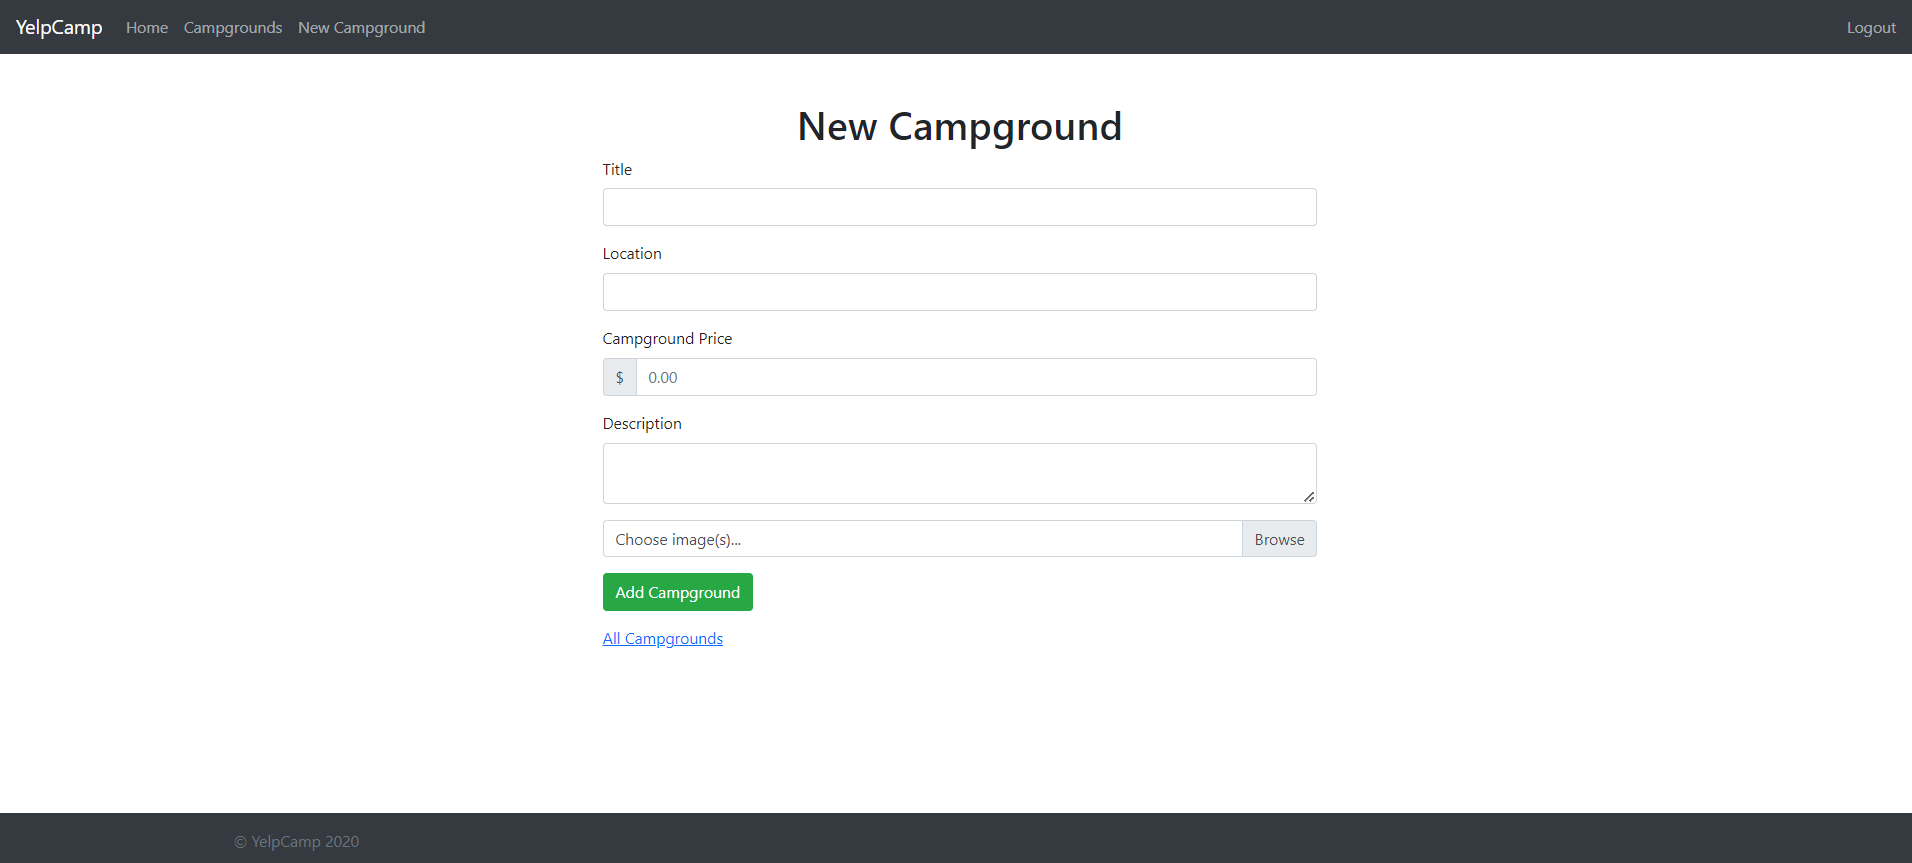 YelpCamp Home Campgrounds New Campground Logout
New Campground
Title
Location
Campground Price
$ 0.00
Description
Choose image(s)... Browse
Add Campground
All Campgrounds
© YelpCamp 2020